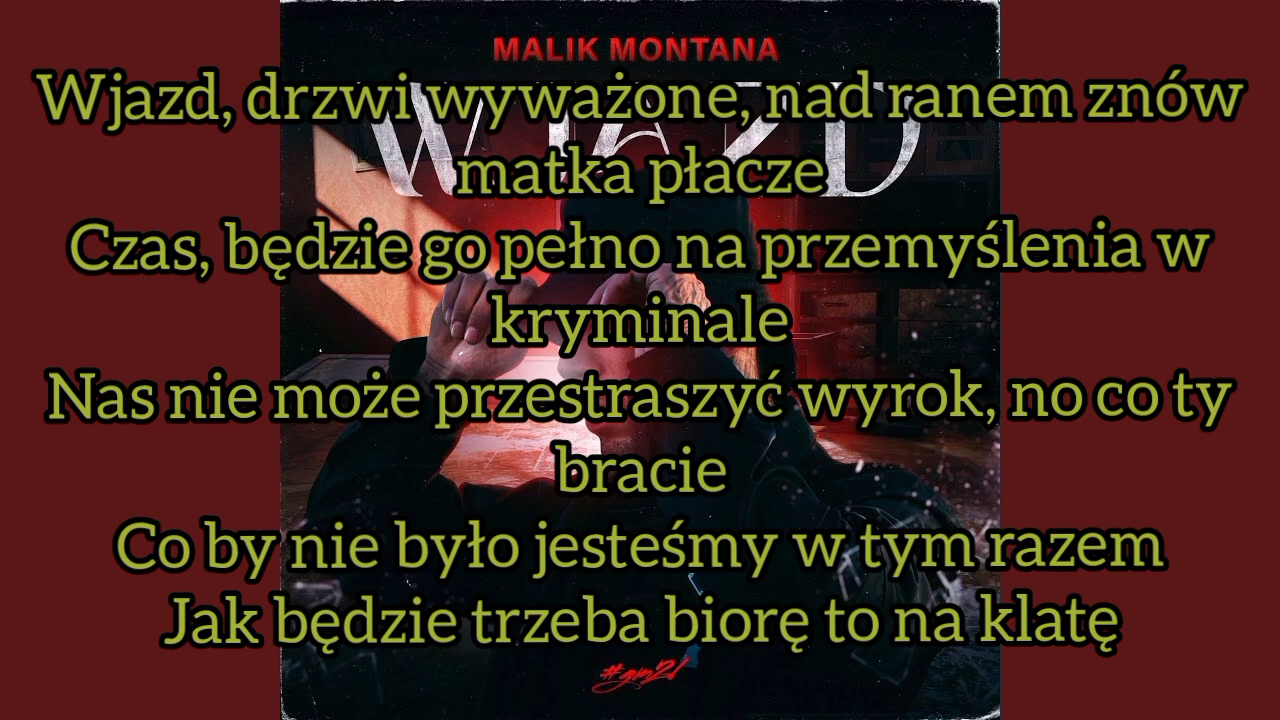 MALIK MONTANA
WJAZD
Wjazd, drzwi wyważone, nad ranem znów
matka płacze
Czas, będzie go pełno na przemyślenia w
kryminale
Nas nie może przestraszyć wyrok, no co ty
bracie
Co by nie było jesteśmy w tym razem
Jak będzie trzeba biorę to na klatę
#gm2l